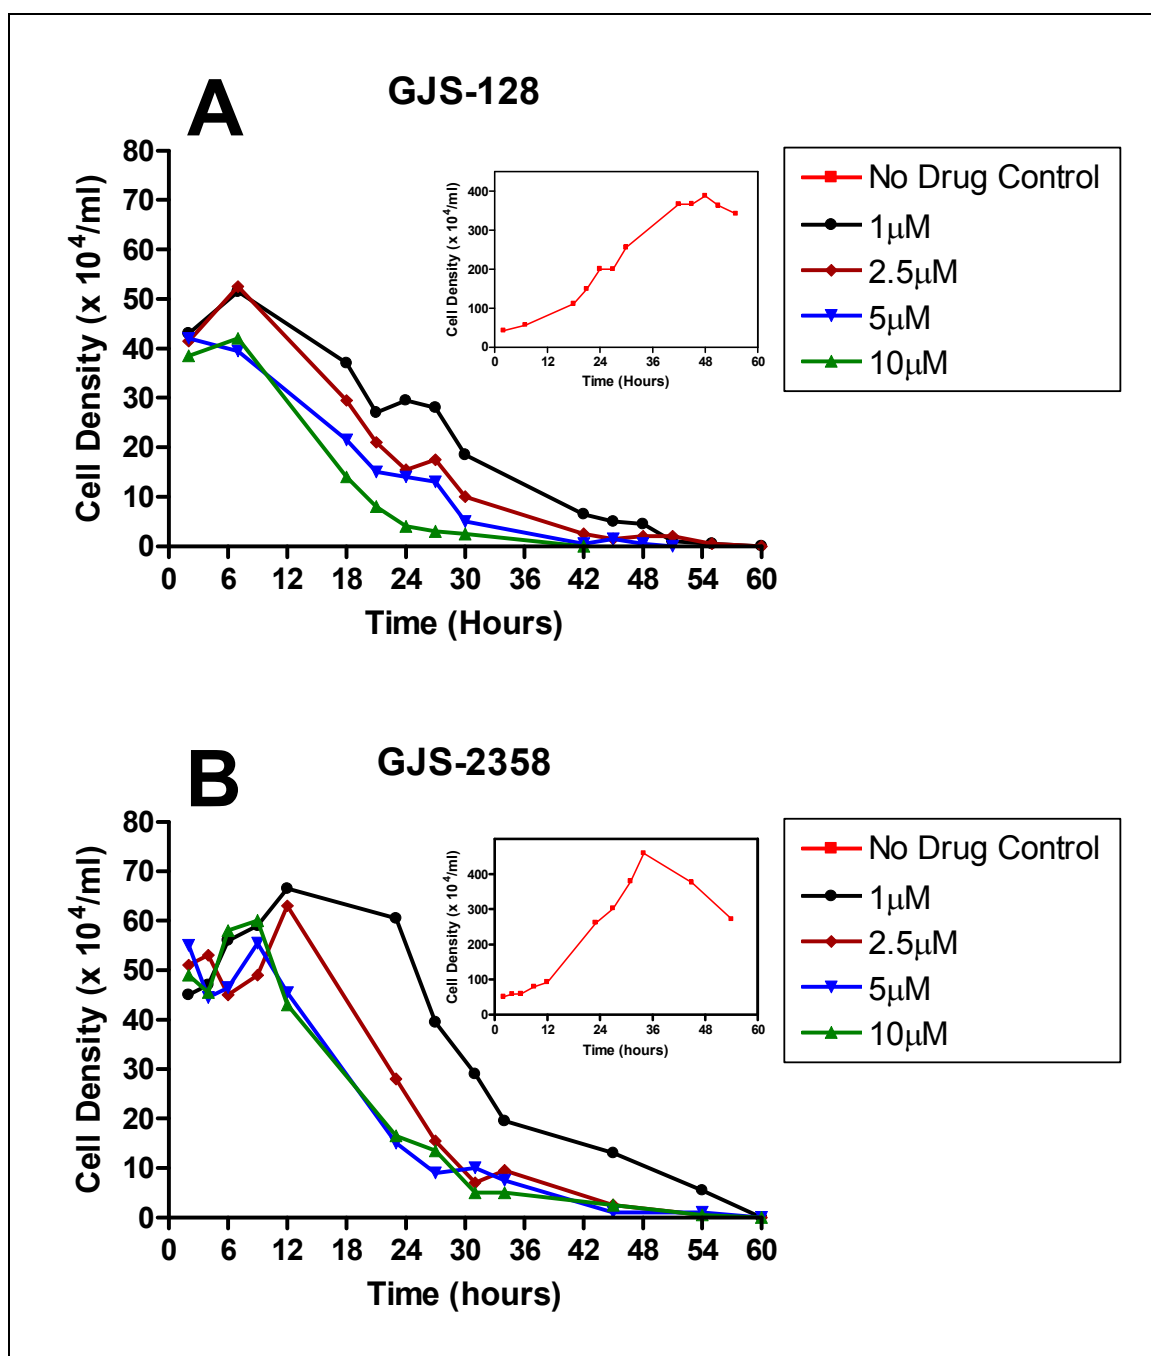 A
GJS-128
Cell Density (x 10⁴/ml)
80
70
60
50
40
30
20
10
0
0 6 12 18 24 30 36 42 48 54 60
Time (Hours)
Cell Density (x 10⁴/ml)
400
300
200
100
0
0 12 24 36 48 60
Time (Hours)
No Drug Control
1µM
2.5µM
5µM
10µM
B
GJS-2358
Cell Density (x 10⁴/ml)
80
70
60
50
40
30
20
10
0
0 6 12 18 24 30 36 42 48 54 60
Time (hours)
Cell Density (x 10⁴/ml)
400
300
200
100
0
0 12 24 36 48 60
Time (hours)
No Drug Control
1µM
2.5µM
5µM
10µM